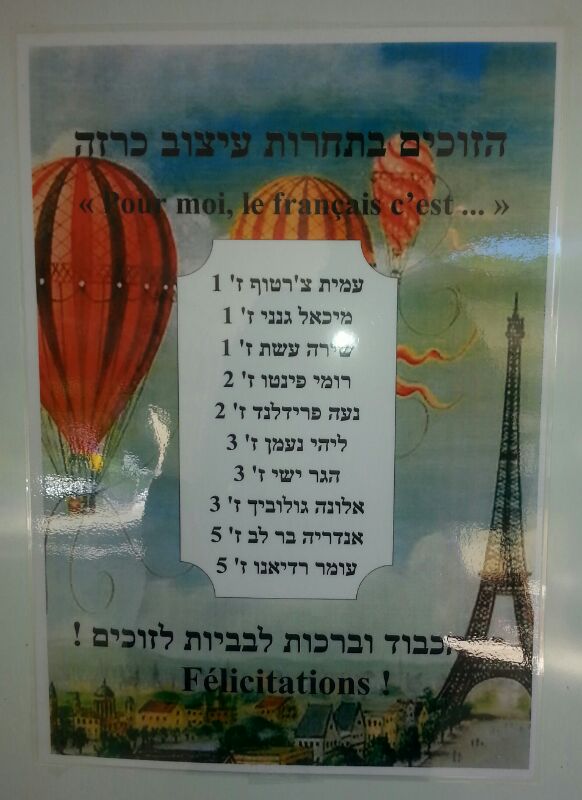 הזוכים בתחרות עיצוב כרזה
« Pour moi, le français c’est ... »
עמית צ'רטוף ז' 1
מיכאל גנני ז' 1
שירה עשת ז' 1
רומי פינטו ז' 2
נעה פרידלנד ז' 2
ליהי נעמן ז' 3
הגר ישי ז' 3
אלונה גולוביך ז' 3
אנדריה בר לב ז' 5
עומר רדיאנו ז' 5
וברכות לבביות לזוכים !
Félicitations !